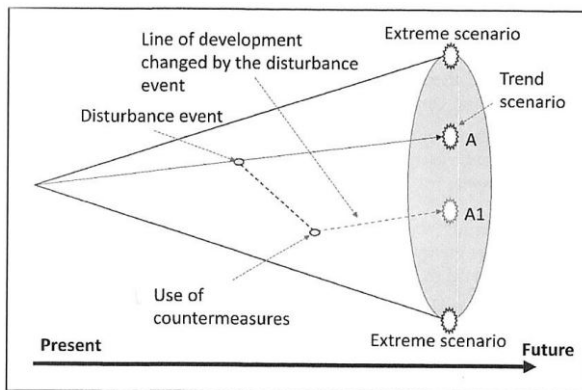 Extreme scenario
Line of development
changed by the disturbance
event
Trend
scenario
Disturbance event
A
A1
Use of
countermeasures
Extreme scenario
Present
Future